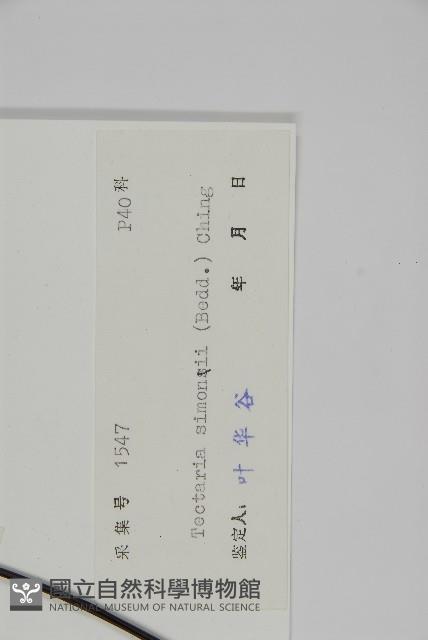 采集号 1547 P40科
Tectaria simonsii (Bedd.) Ching
鉴定人: 叶华谷 年 月 日
國立自然科學博物館
NATIONAL MUSEUM OF NATURAL SCIENCE